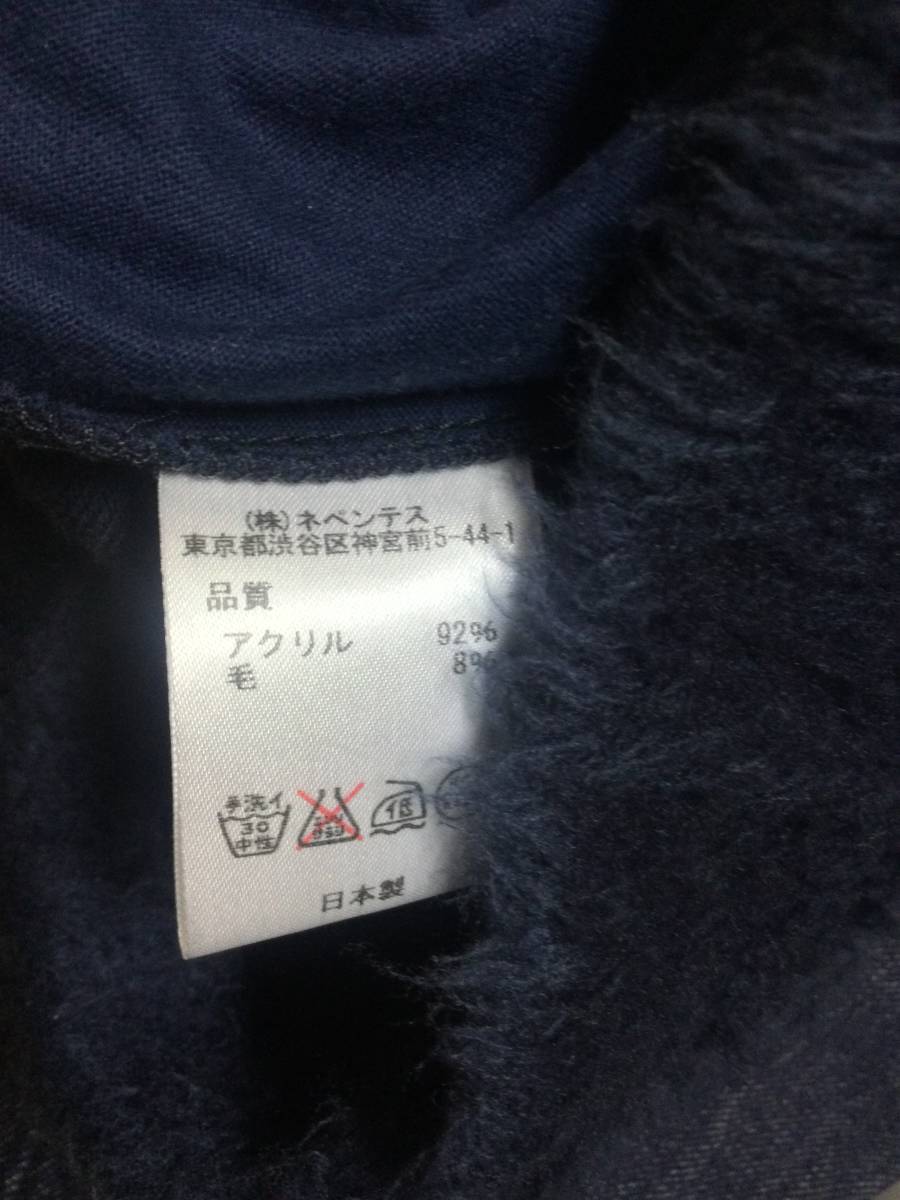 (株)ネペンテス
東京都渋谷区神宮前5-44-1
品質
アクリル 92%
毛 8%
手洗イ
30
中性
低
日本製